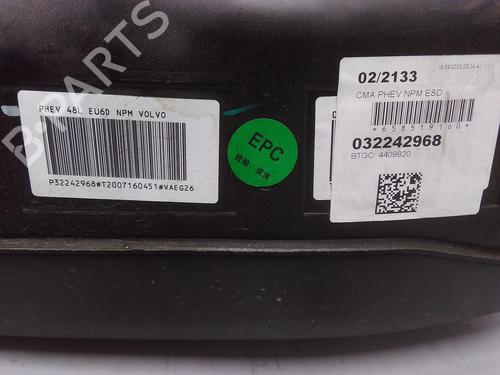 PHEV 48L EU6D NPM VOLVO
P32242968#T2007160451#VAEG26
EPC
B-PARTS
02/2133
CMA PHEV NPM ESD
*658519160*
032242968
BTGC: 4409920